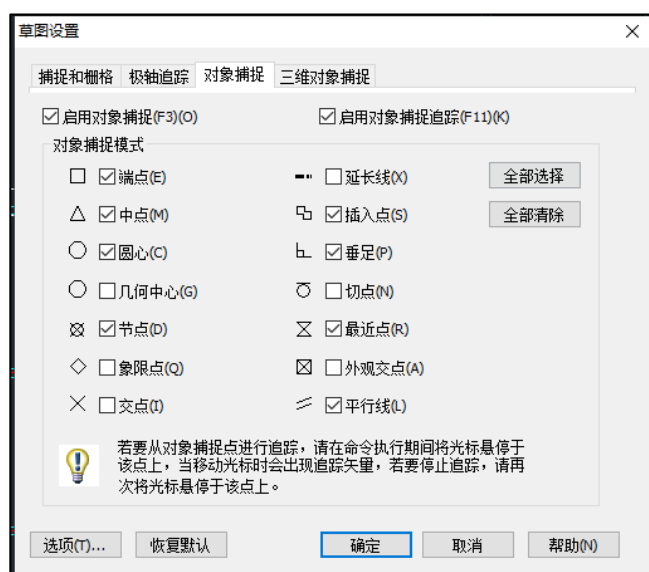 草图设置
捕捉和栅格 极轴追踪 对象捕捉 三维对象捕捉
启用对象捕捉(F3)(O) 启用对象捕捉追踪(F11)(K)
对象捕捉模式
端点(E) 延长线(X) 全部选择
中点(M) 插入点(S) 全部清除
圆心(C) 垂足(P)
几何中心(G) 切点(N)
节点(D) 最近点(R)
象限点(Q) 外观交点(A)
交点(I) 平行线(L)
若要从对象捕捉点进行追踪，请在命令执行期间将光标悬停于
该点上，当移动光标时会出现追踪矢量，若要停止追踪，请再
次将光标悬停于该点上。
选项(T)... 恢复默认 确定 取消 帮助(N)